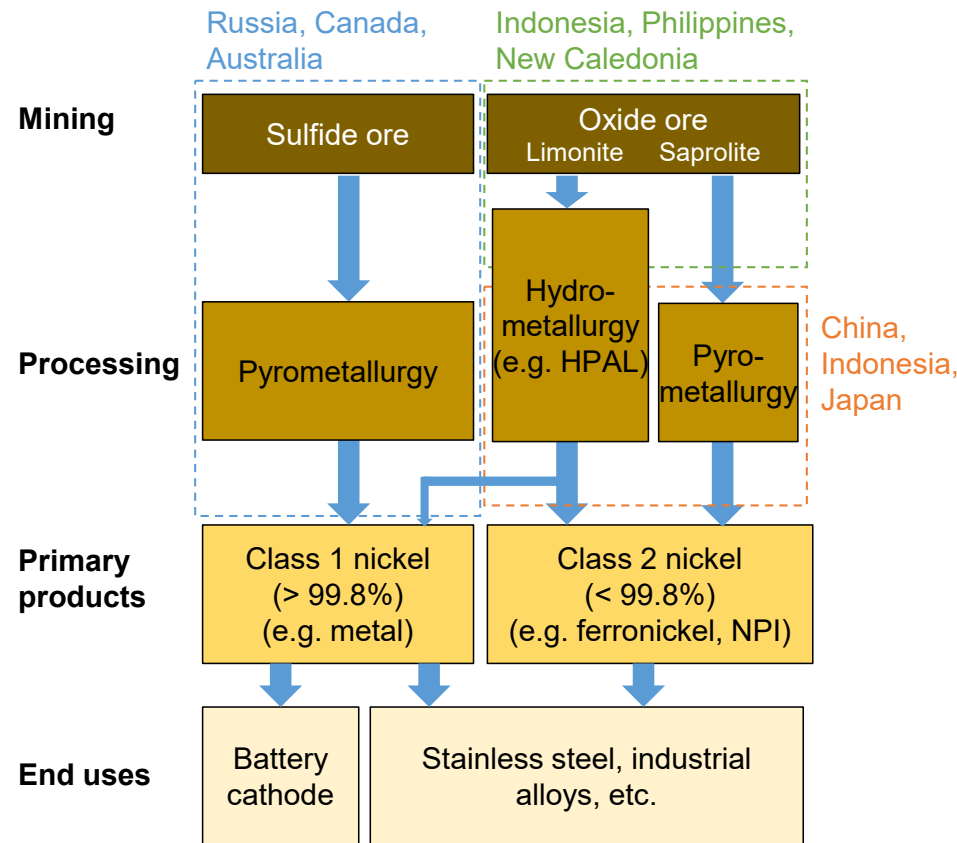 Russia, Canada,
Australia
Indonesia, Philippines,
New Caledonia
Mining
Sulfide ore
Oxide ore
Limonite Saprolite
Processing
Pyrometallurgy
Hydro-
metallurgy
(e.g. HPAL)
Pyro-
metallurgy
China,
Indonesia,
Japan
Primary
products
Class 1 nickel
(> 99.8%)
(e.g. metal)
Class 2 nickel
(< 99.8%)
(e.g. ferronickel, NPI)
End uses
Battery
cathode
Stainless steel, industrial
alloys, etc.